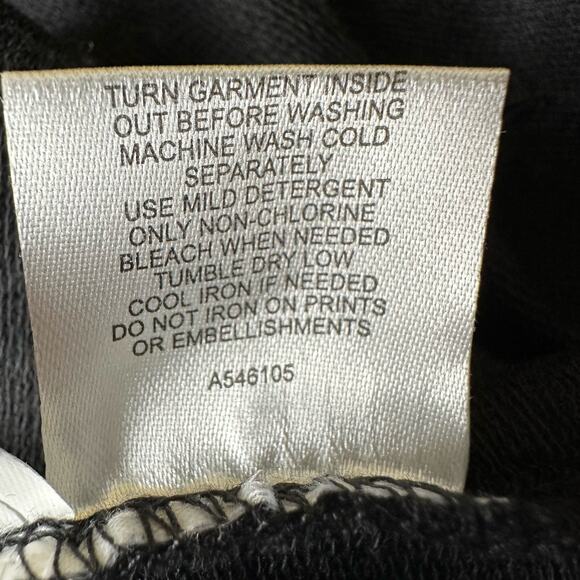 TURN GARMENT INSIDE
OUT BEFORE WASHING
MACHINE WASH COLD
SEPARATELY
USE MILD DETERGENT
ONLY NON-CHLORINE
BLEACH WHEN NEEDED
TUMBLE DRY LOW
COOL IRON IF NEEDED
DO NOT IRON ON PRINTS
OR EMBELLISHMENTS
A546105